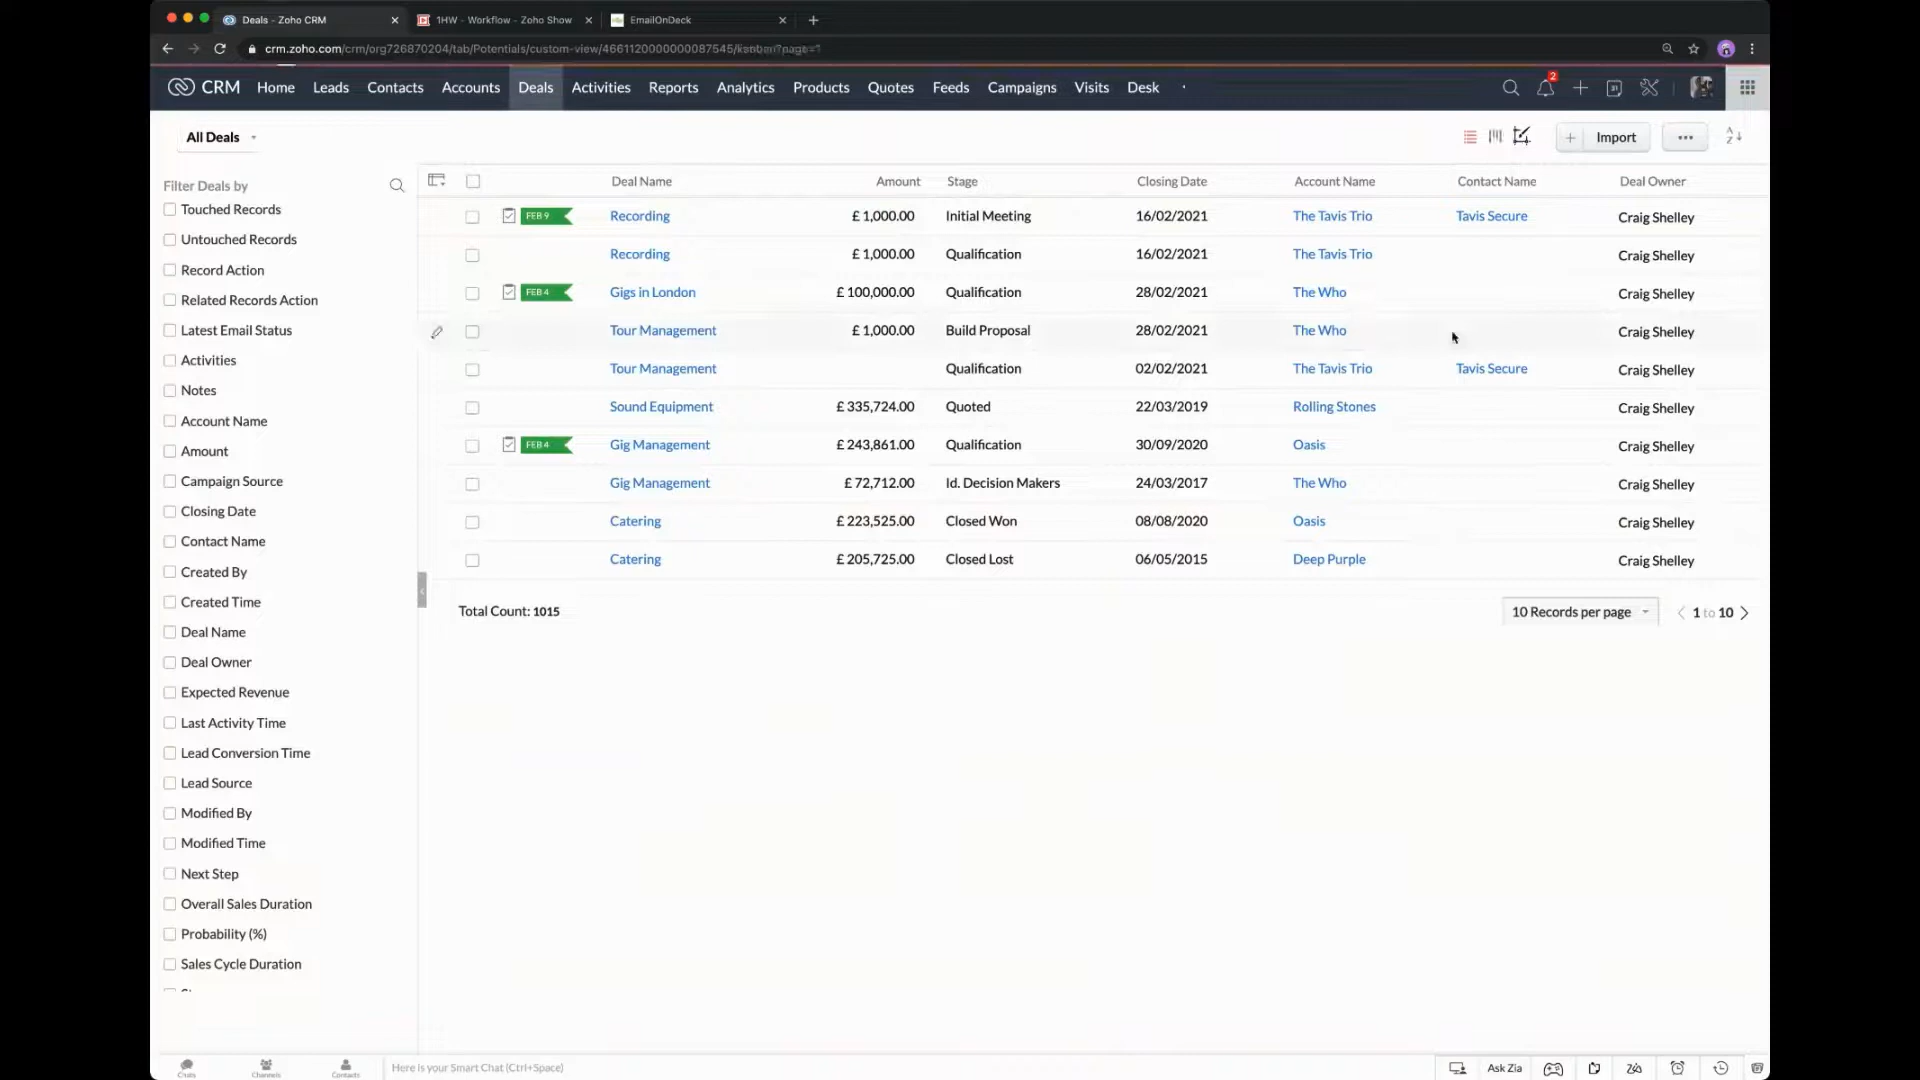 Deals - Zoho CRM
1HW - Workflow - Zoho Show
EmailOnDeck
crm.zoho.com/crm/org726870204/tab/Potentials/custom-view/4661120000000087545/kanban?page=1
CRM Home Leads Contacts Accounts Deals Activities Reports Analytics Products Quotes Feeds Campaigns Visits Desk 2 31
All Deals
Import
A Z
Filter Deals by
Touched Records
Untouched Records
Record Action
Related Records Action
Latest Email Status
Activities
Notes
Account Name
Amount
Campaign Source
Closing Date
Contact Name
Created By
Created Time
Deal Name
Deal Owner
Expected Revenue
Last Activity Time
Lead Conversion Time
Lead Source
Modified By
Modified Time
Next Step
Overall Sales Duration
Probability (%)
Sales Cycle Duration
Deal Name Amount Stage Closing Date Account Name Contact Name Deal Owner
FEB 9 Recording £ 1,000.00 Initial Meeting 16/02/2021 The Tavis Trio Tavis Secure Craig Shelley
Recording £ 1,000.00 Qualification 16/02/2021 The Tavis Trio Craig Shelley
FEB 4 Gigs in London £ 100,000.00 Qualification 28/02/2021 The Who Craig Shelley
Tour Management £ 1,000.00 Build Proposal 28/02/2021 The Who Craig Shelley
Tour Management Qualification 02/02/2021 The Tavis Trio Tavis Secure Craig Shelley
Sound Equipment £ 335,724.00 Quoted 22/03/2019 Rolling Stones Craig Shelley
FEB 4 Gig Management £ 243,861.00 Qualification 30/09/2020 Oasis Craig Shelley
Gig Management £ 72,712.00 Id. Decision Makers 24/03/2017 The Who Craig Shelley
Catering £ 223,525.00 Closed Won 08/08/2020 Oasis Craig Shelley
Catering £ 205,725.00 Closed Lost 06/05/2015 Deep Purple Craig Shelley
Total Count: 1015
10 Records per page
1 to 10
Chats
Channels
Contacts
Here is your Smart Chat (Ctrl+Space)
Ask Zia